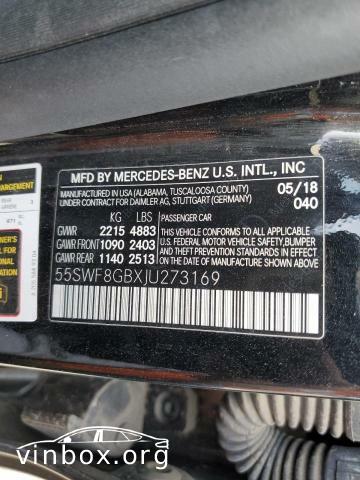 MFD BY MERCEDES-BENZ U.S. INTL., INC
MANUFACTURED IN USA (ALABAMA, TUSCALOOSA COUNTY) 05/18
UNDER CONTRACT FOR DAIMLER AG, STUTTGART (GERMANY) 040
KG LBS PASSENGER CAR
GWWR 2215 4883
GAWR FRONT 1090 2403
GAWR REAR 1140 2513
THIS VEHICLE CONFORMS TO ALL APPLICABLE
U.S. FEDERAL MOTOR VEHICLE SAFETY, BUMPER,
AND THEFT PREVENTION STANDARDS IN EFFECT
ON THE DATE OF MANUFACTURE SHOWN ABOVE.
55SWF8GBXJU273169
vinbox.org